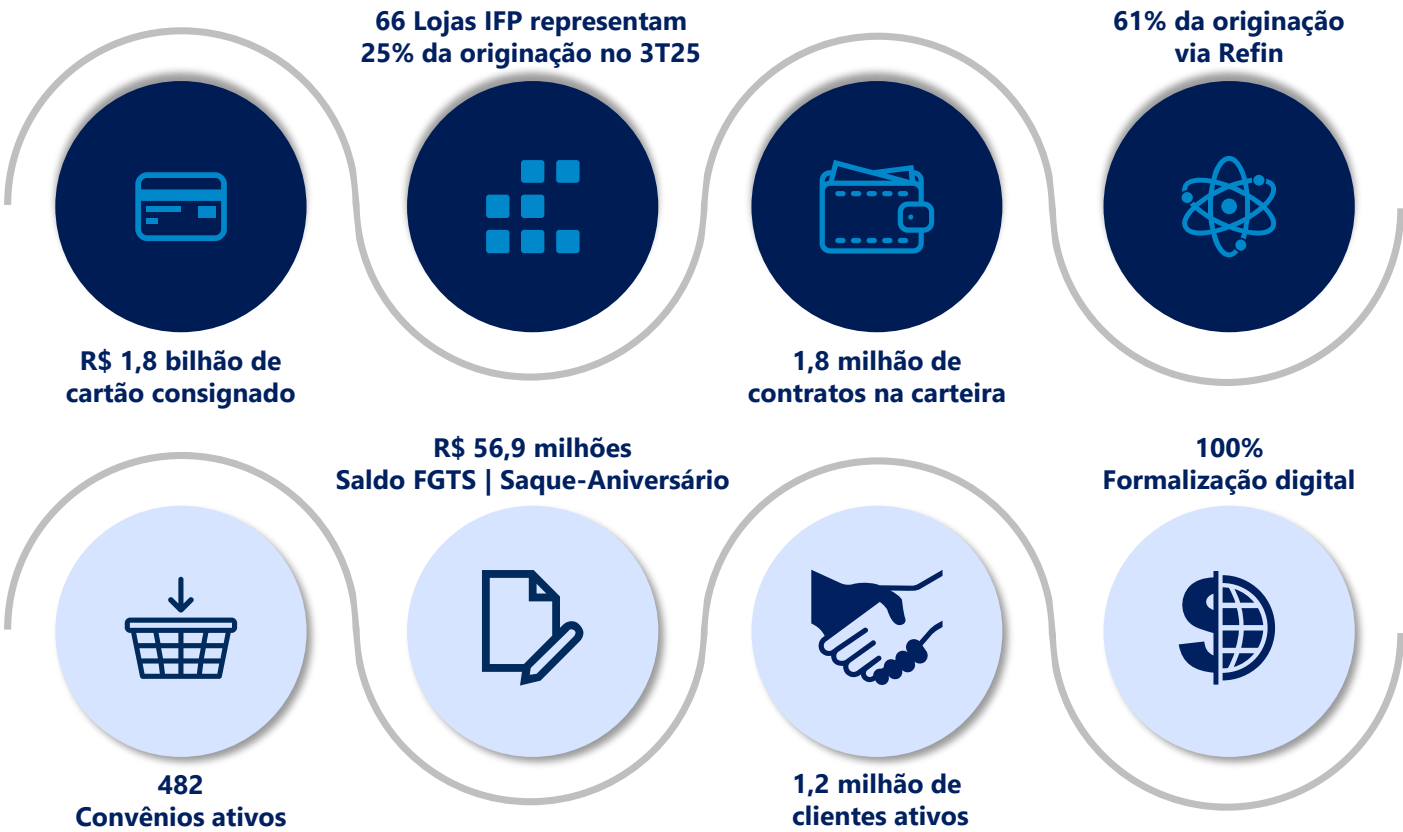 66 Lojas IFP representam
25% da originação no 3T25
61% da originação
via Refin
R$ 1,8 bilhão de
cartão consignado
1,8 milhão de
contratos na carteira
R$ 56,9 milhões
Saldo FGTS | Saque-Aniversário
100%
Formalização digital
482
Convênios ativos
1,2 milhão de
clientes ativos